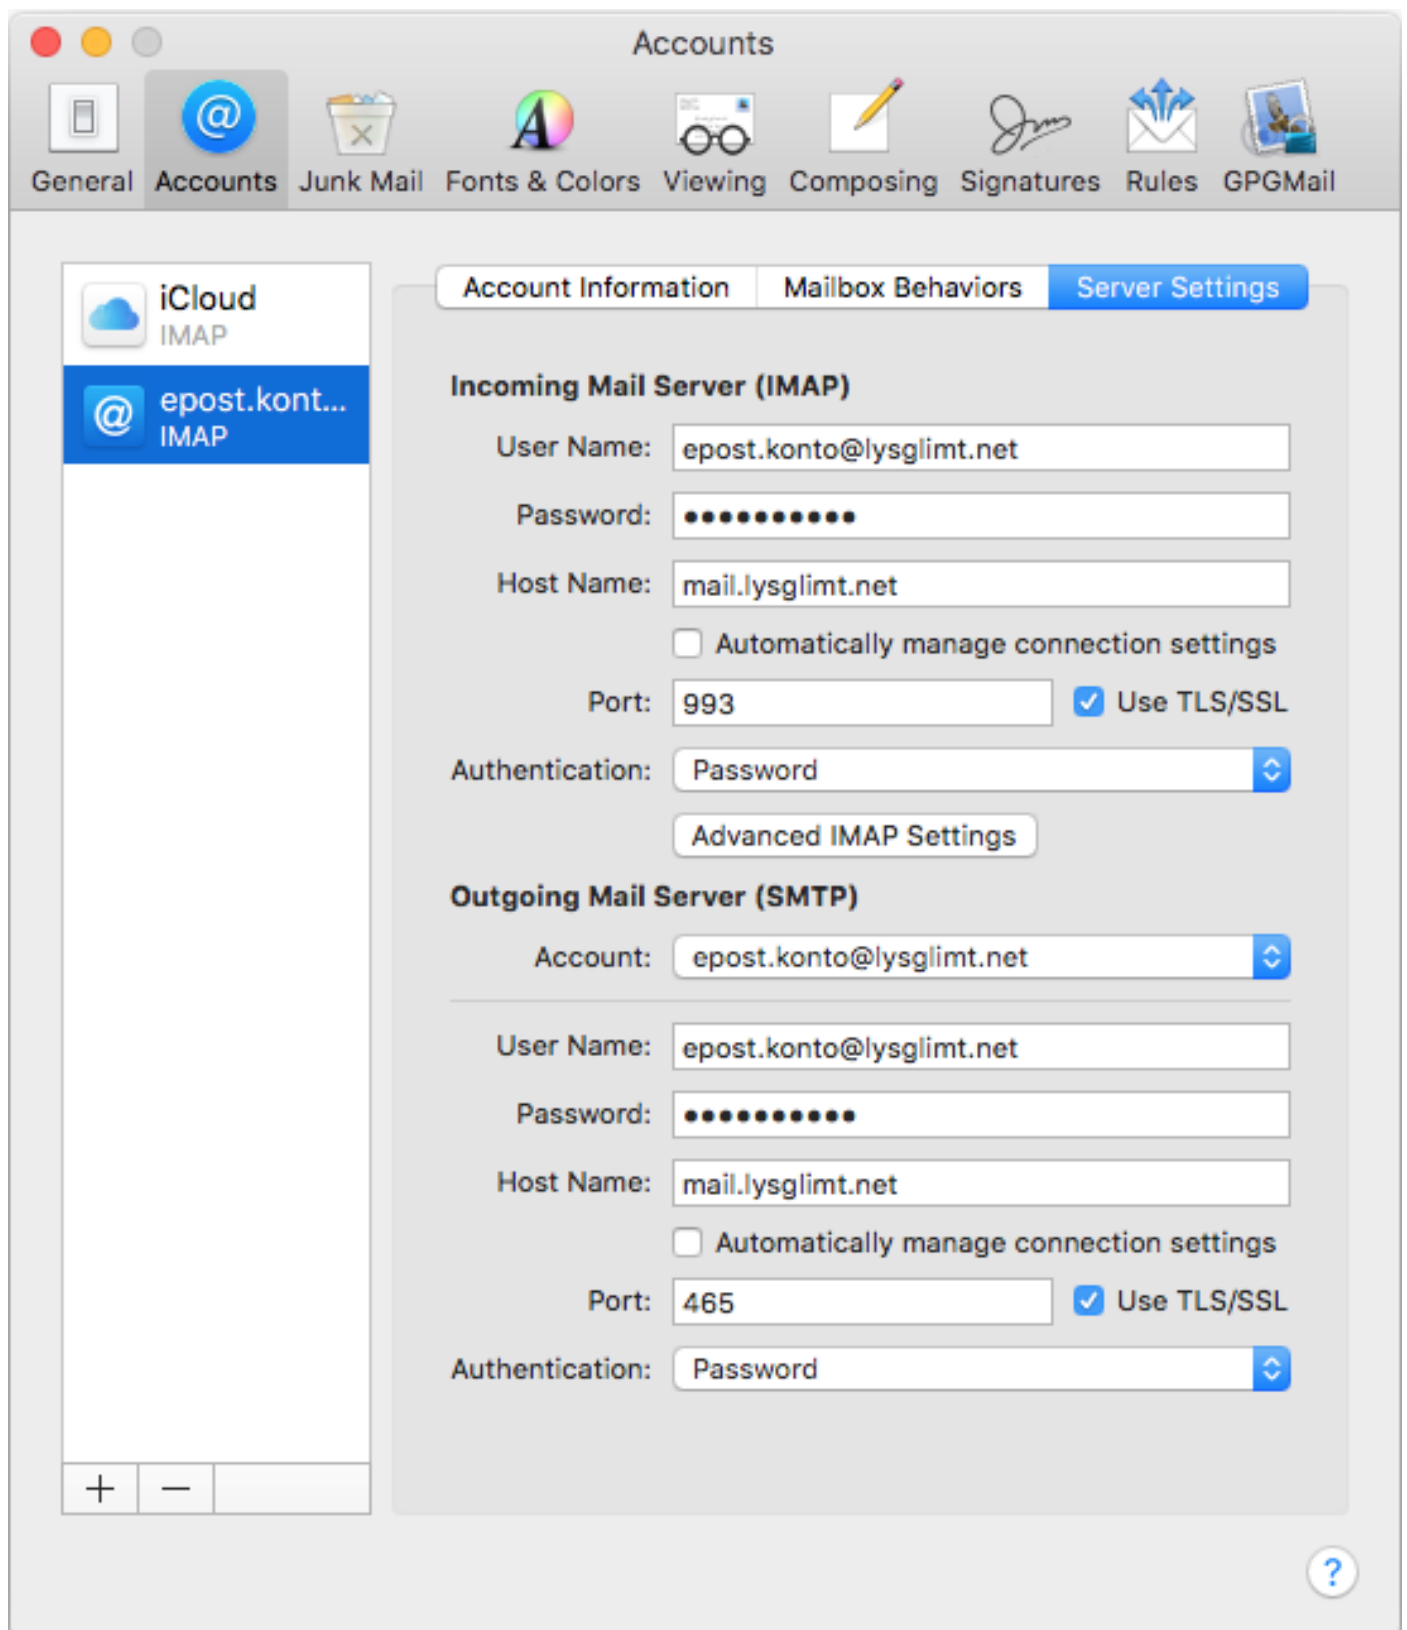 Accounts
General Accounts Junk Mail Fonts & Colors Viewing Composing Signatures Rules GPGMail
iCloud
IMAP
epost.kont...
IMAP
Account Information Mailbox Behaviors Server Settings
Incoming Mail Server (IMAP)
User Name: epost.konto@lysglimt.net
Password: ●●●●●●●●●●
Host Name: mail.lysglimt.net
Automatically manage connection settings
Port: 993 Use TLS/SSL
Authentication: Password
Advanced IMAP Settings
Outgoing Mail Server (SMTP)
Account: epost.konto@lysglimt.net
User Name: epost.konto@lysglimt.net
Password: ●●●●●●●●●●
Host Name: mail.lysglimt.net
Automatically manage connection settings
Port: 465 Use TLS/SSL
Authentication: Password
+ −
?